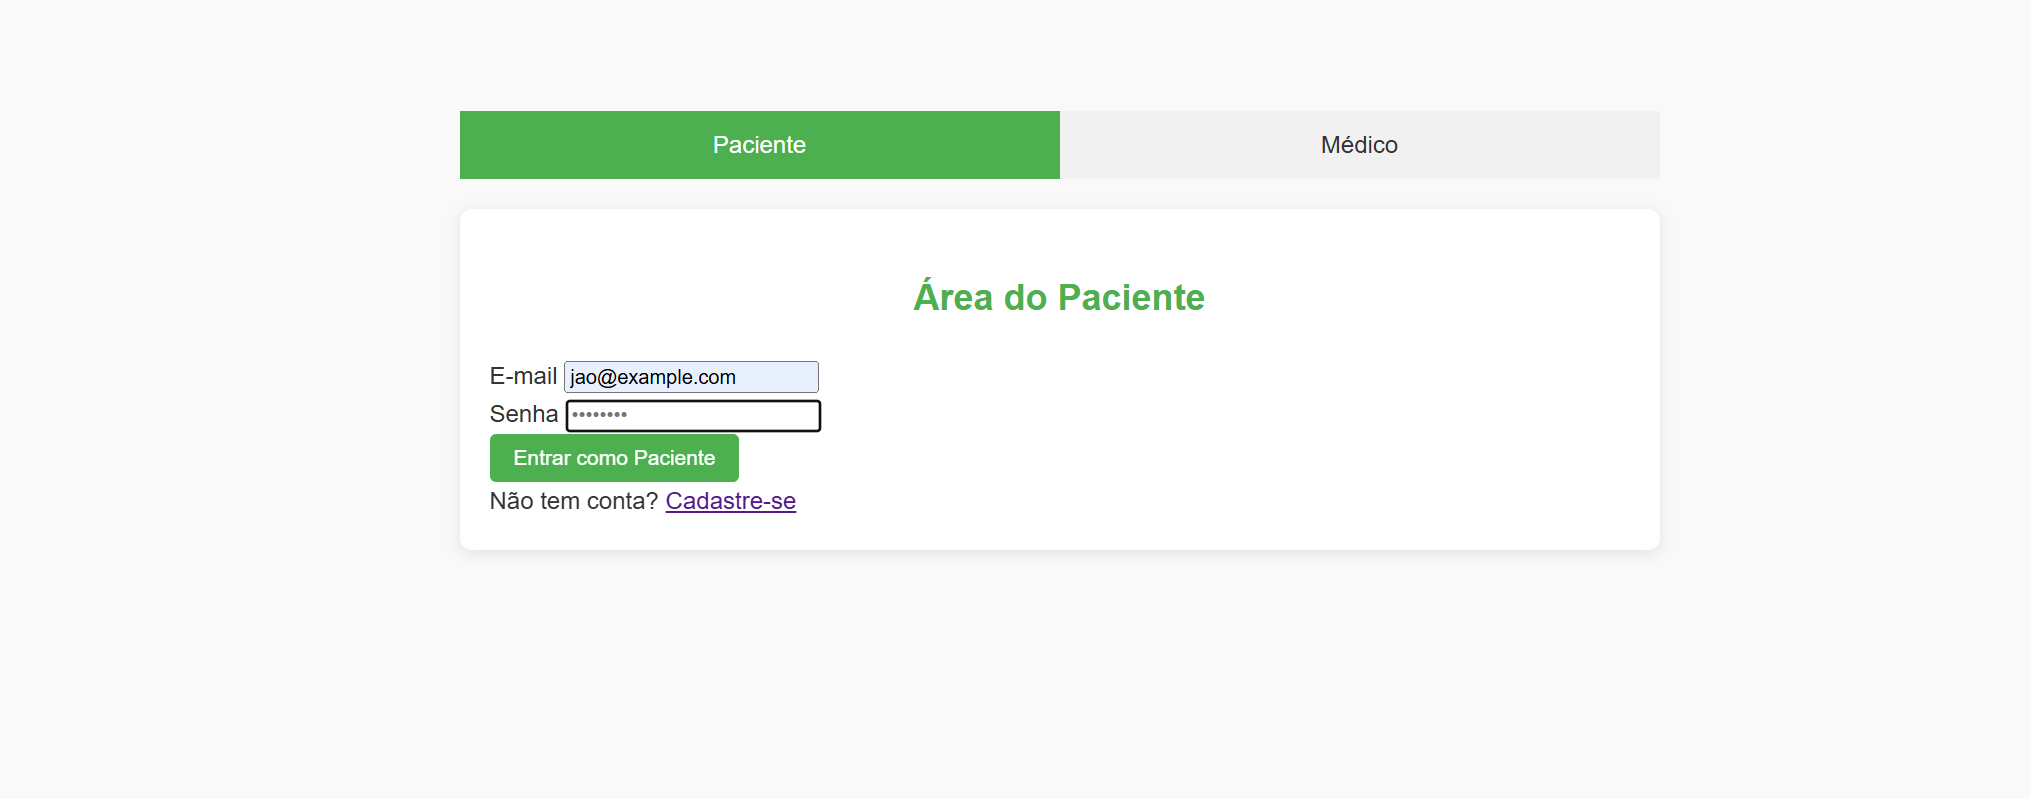 Paciente
Médico
Área do Paciente
E-mail jao@example.com
Senha ••••••••
Entrar como Paciente
Não tem conta? Cadastre-se